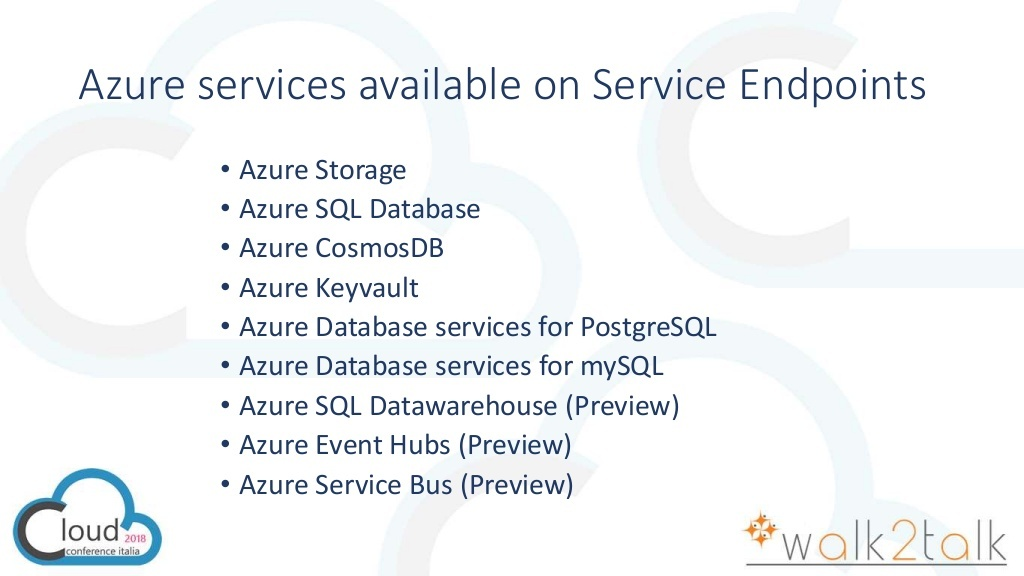 Azure services available on Service Endpoints
• Azure Storage
• Azure SQL Database
• Azure CosmosDB
• Azure Keyvault
• Azure Database services for PostgreSQL
• Azure Database services for mySQL
• Azure SQL Datawarehouse (Preview)
• Azure Event Hubs (Preview)
• Azure Service Bus (Preview)
Cloud 2018
conference italia
walk2talk